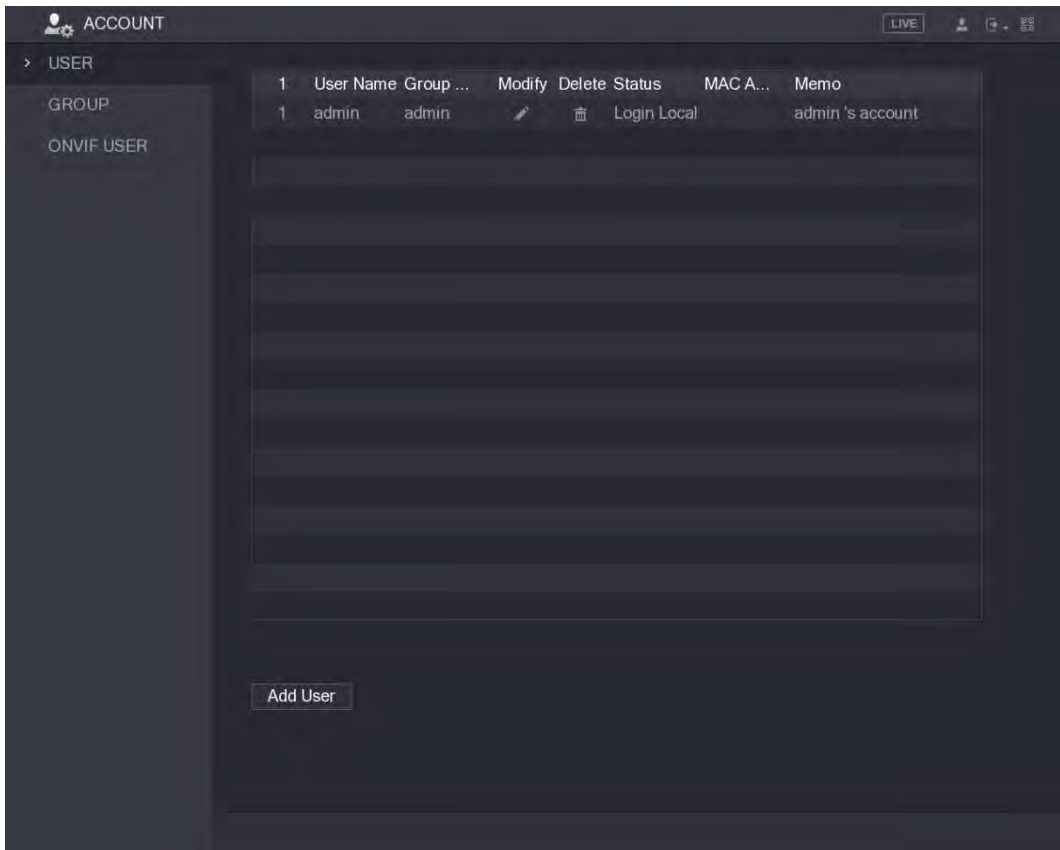 ACCOUNT
LIVE
USER
GROUP
ONVIF USER
1 User Name Group ... Modify Delete Status MAC A... Memo
1 admin admin Login Local admin 's account
Add User